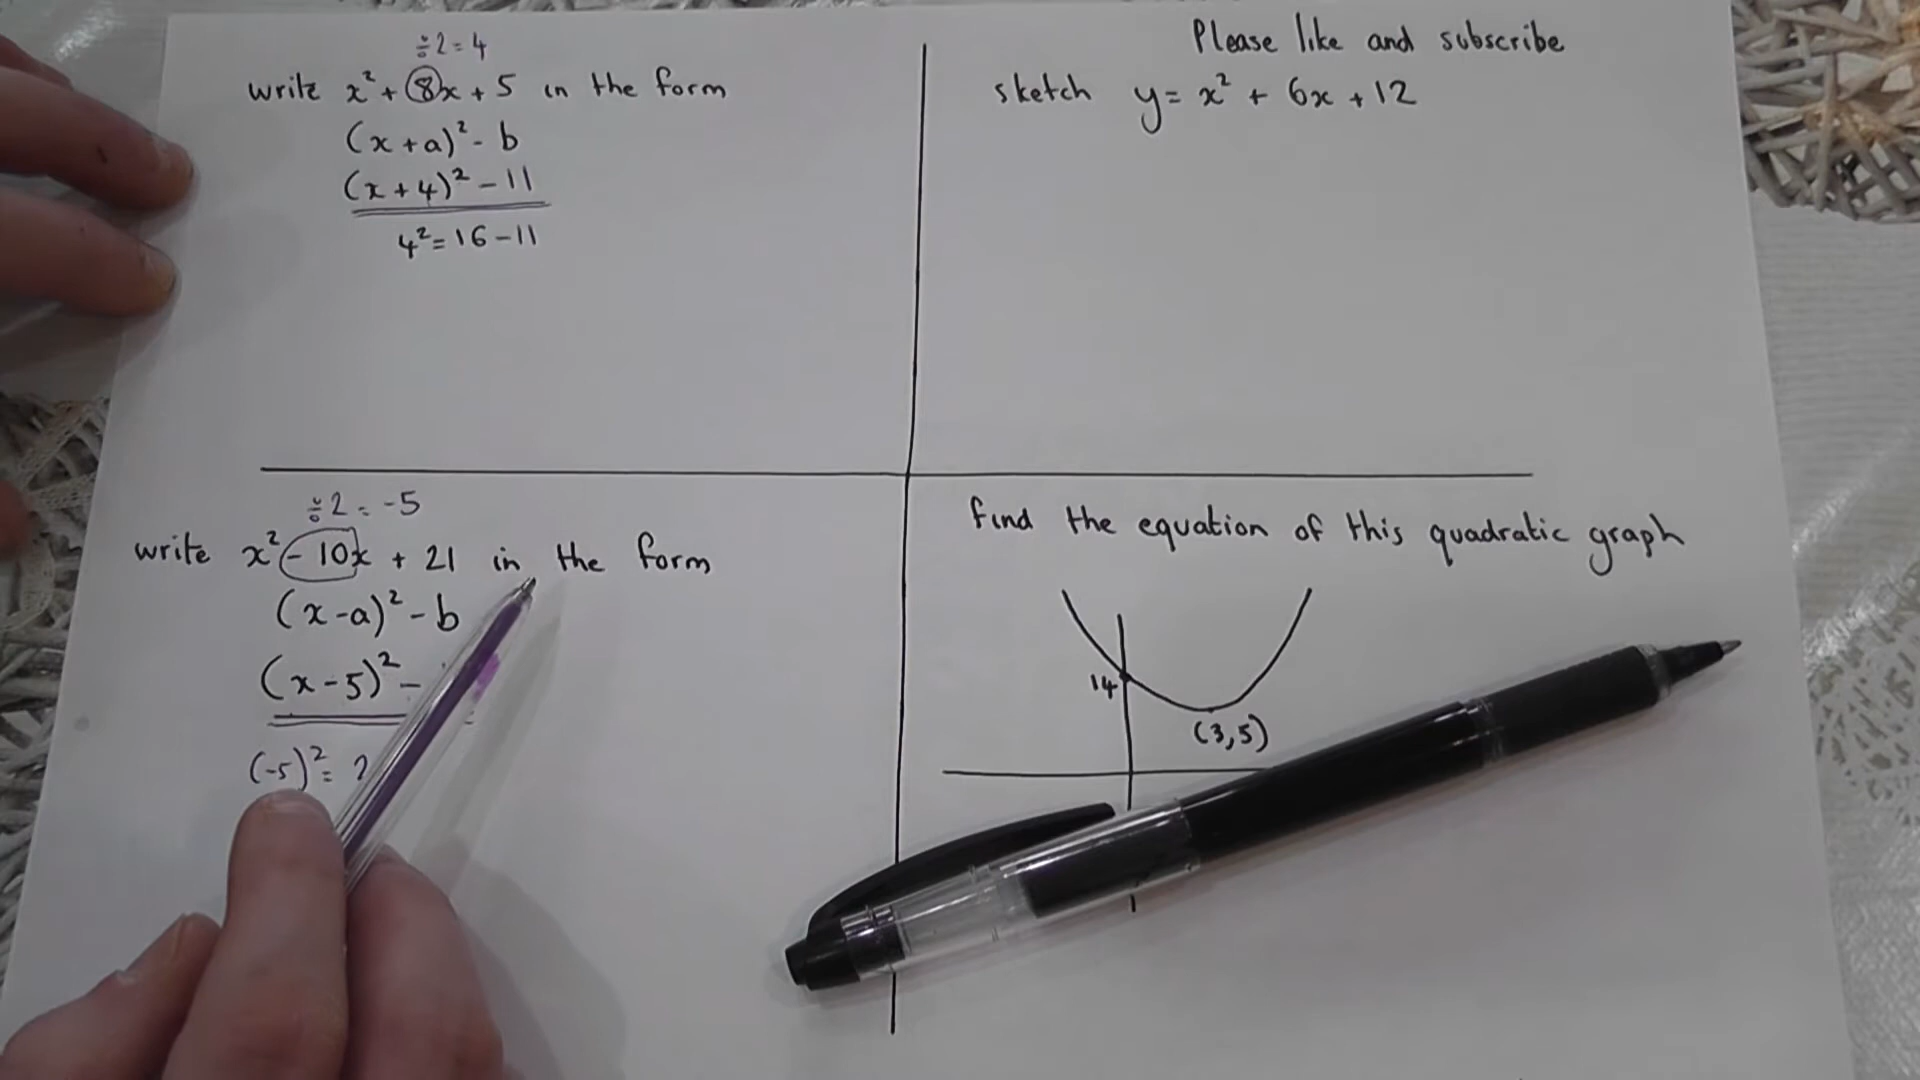 ÷2=4
write x² + 8x + 5 in the form
(x+a)² - b
(x+4)² - 11
4² = 16 - 11
Please like and subscribe
sketch y = x² + 6x + 12
÷2 = -5
write x² - 10x + 21 in the form
(x-a)² - b
(x-5)² -
(-5)² = 2
find the equation of this quadratic graph
14
(3,5)